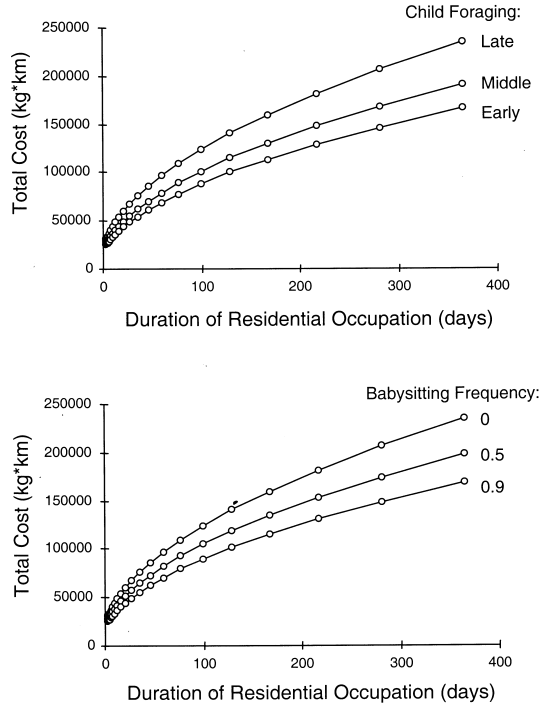 Child Foraging:
250000
Late
200000
Middle
150000
Early
100000
50000
0
0 100 200 300 400
Total Cost (kg*km)
Duration of Residential Occupation (days)
Babysitting Frequency:
250000
0
200000
0.5
0.9
150000
100000
50000
0
0 100 200 300 400
Total Cost (kg*km)
Duration of Residential Occupation (days)